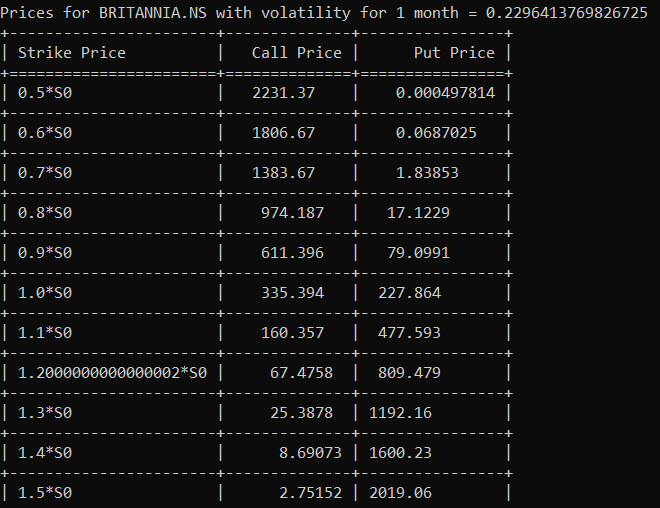 Prices for BRITANNIA.NS with volatility for 1 month = 0.2296413769826725
Strike Price | Call Price | Put Price
0.5*S0 | 2231.37 | 0.000497814
0.6*S0 | 1806.67 | 0.0687025
0.7*S0 | 1383.67 | 1.83853
0.8*S0 | 974.187 | 17.1229
0.9*S0 | 611.396 | 79.0991
1.0*S0 | 335.394 | 227.864
1.1*S0 | 160.357 | 477.593
1.2000000000000002*S0 | 67.4758 | 809.479
1.3*S0 | 25.3878 | 1192.16
1.4*S0 | 8.69073 | 1600.23
1.5*S0 | 2.75152 | 2019.06